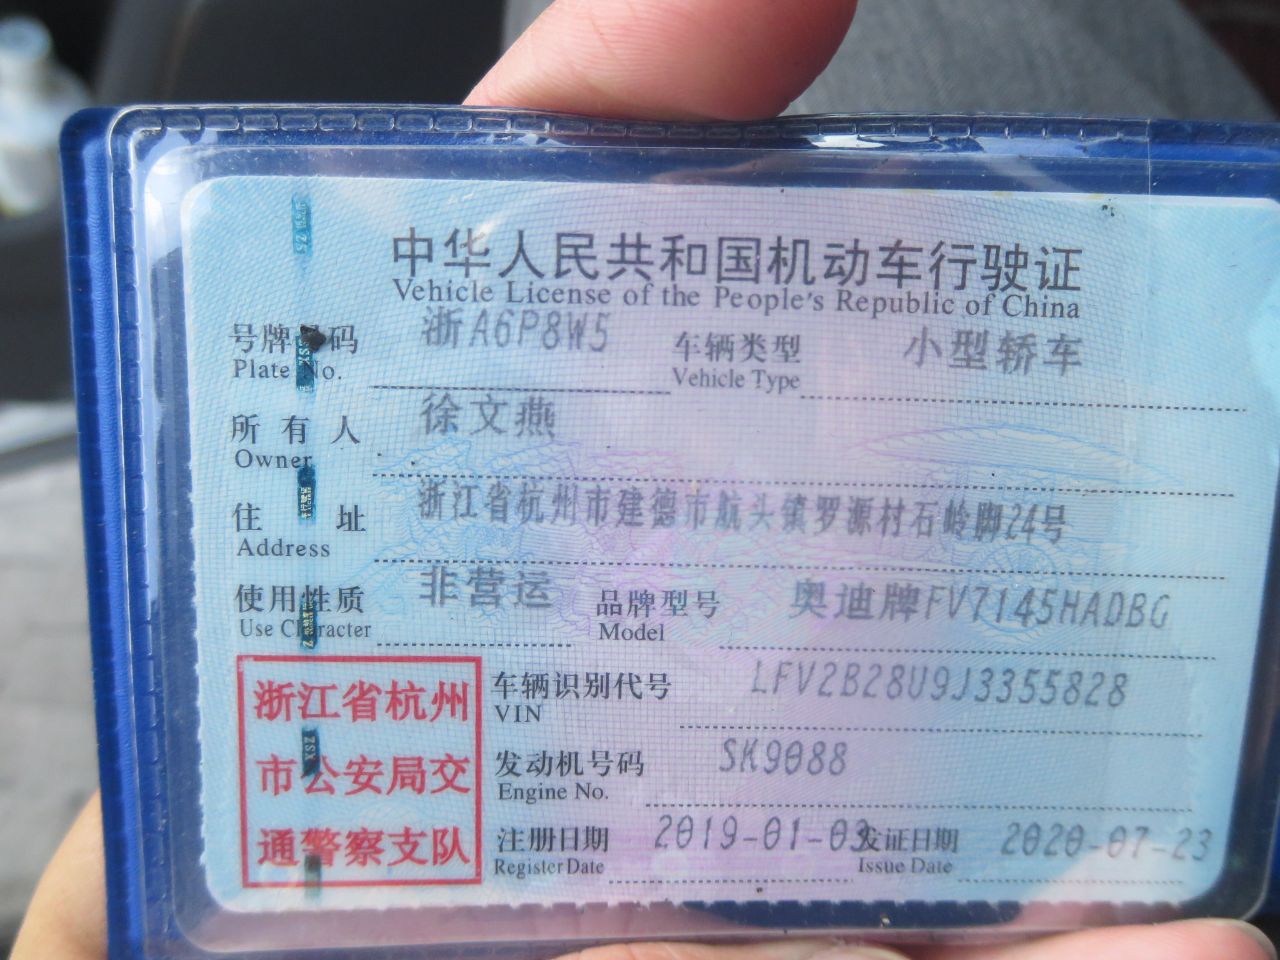 中华人民共和国机动车行驶证
Vehicle License of the People's Republic of China
号牌号码 浙A6P8W5 车辆类型 小型轿车
Plate No. Vehicle Type
所有人 徐文燕
Owner
住址 浙江省杭州市建德市航头镇罗源村石岭脚24号
Address
使用性质 非营运 品牌型号 奥迪牌FV7145HADBG
Use Character Model
浙江省杭州
市公安局交
通警察支队
车辆识别代号 LFV2B28U9J3355828
VIN
发动机号码 SK9088
Engine No.
注册日期 2019-01-03 发证日期 2020-07-23
Register Date Issue Date